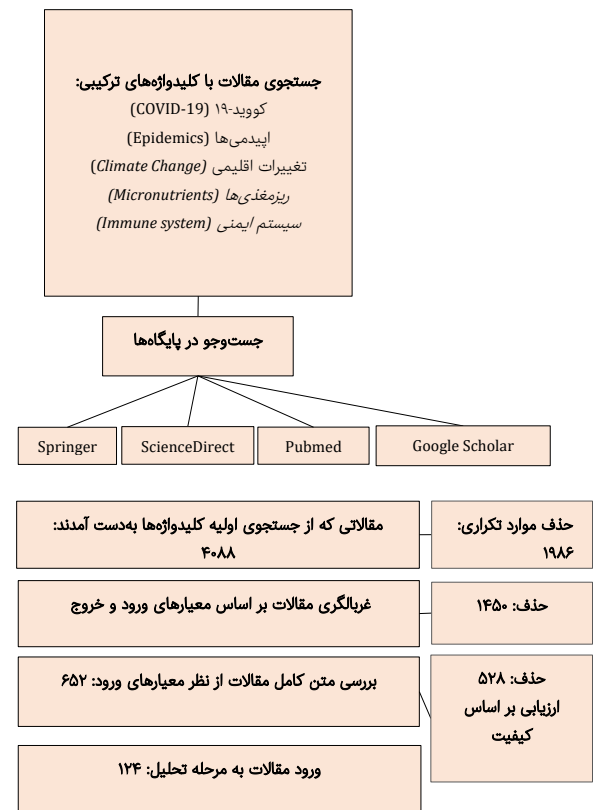 جستجوی مقالات با کلیدواژه‌های ترکیبی:
کووید-۱۹ (COVID-19)
اپیدمی‌ها (Epidemics)
تغییرات اقلیمی (Climate Change)
ریزمغذی‌ها (Micronutrients)
سیستم ایمنی (Immune system)
جست‌وجو در پایگاه‌ها
Springer
ScienceDirect
Pubmed
Google Scholar
حذف موارد تکراری:
۱۹۸۶
مقالاتی که از جستجوی اولیه کلیدواژه‌ها به‌دست آمدند:
۴۰۸۸
حذف: ۱۴۵۰
غربالگری مقالات بر اساس معیارهای ورود و خروج
حذف: ۵۲۸
ارزیابی بر اساس
کیفیت
بررسی متن کامل مقالات از نظر معیارهای ورود: ۶۵۲
ورود مقالات به مرحله تحلیل: ۱۲۴